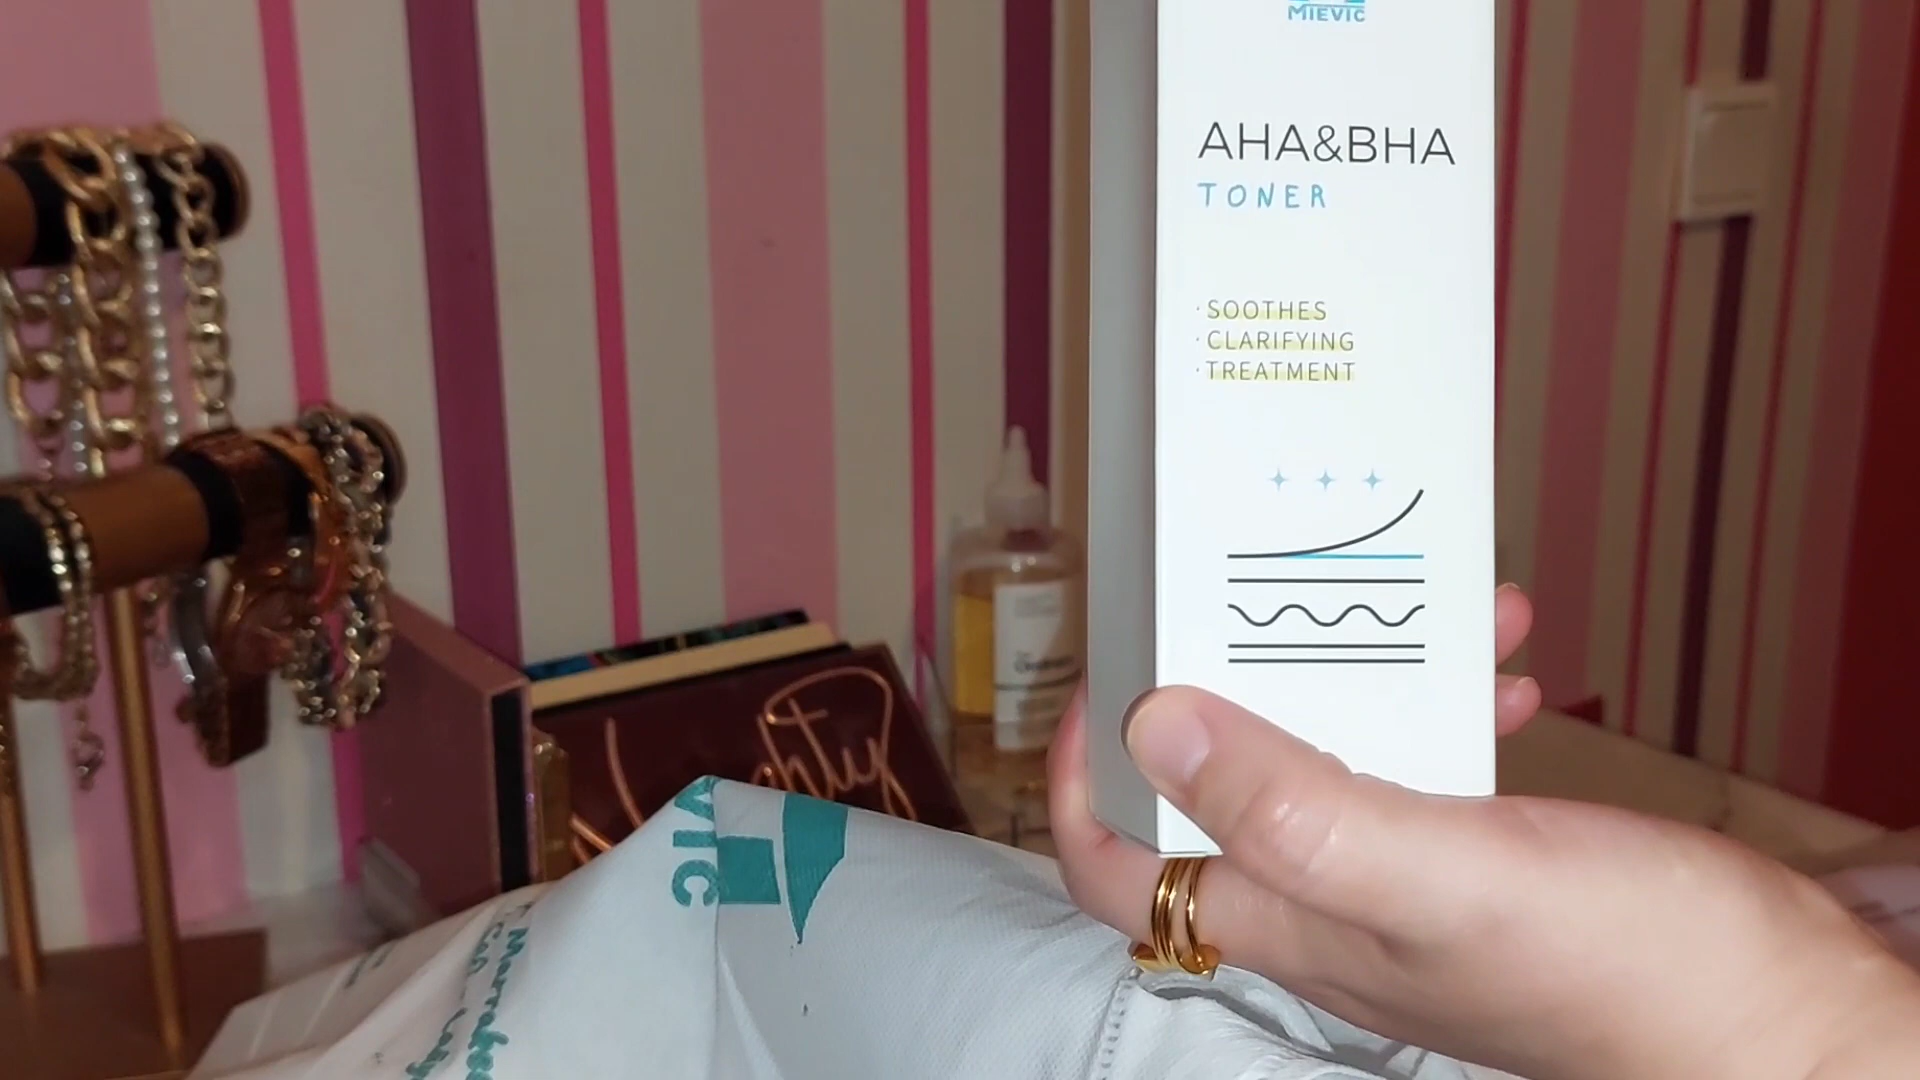 MIEVIC
AHA&BHA
TONER
· SOOTHES
· CLARIFYING
· TREATMENT
VIC